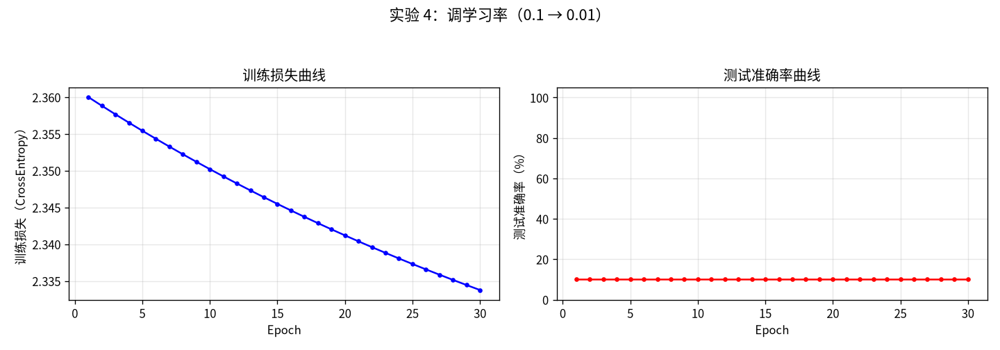 实验 4：调学习率（0.1 → 0.01）
训练损失曲线
训练损失（CrossEntropy）
2.360
2.355
2.350
2.345
2.340
2.335
0 5 10 15 20 25 30
Epoch
测试准确率曲线
测试准确率（%）
100
80
60
40
20
0
0 5 10 15 20 25 30
Epoch